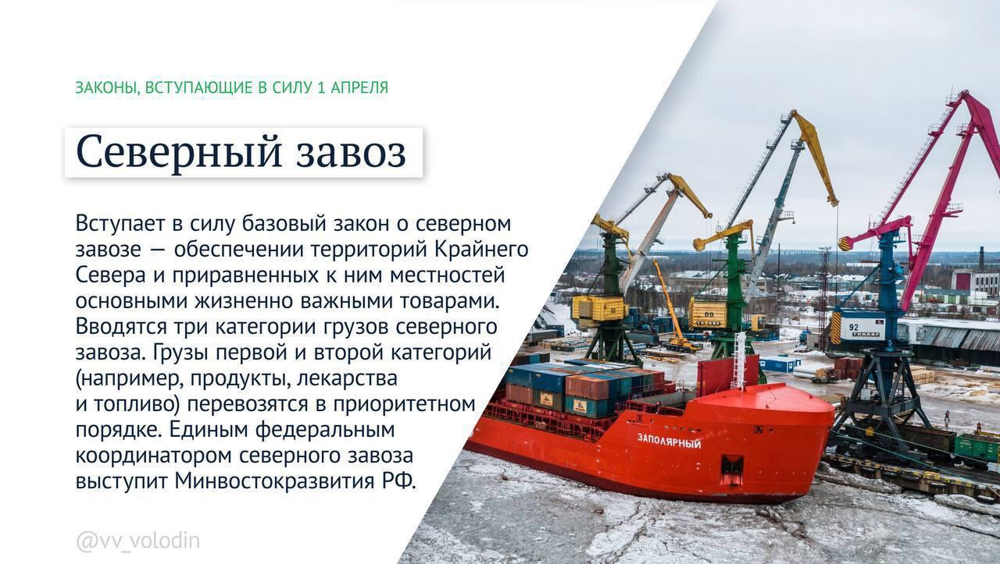 ЗАКОНЫ, ВСТУПАЮЩИЕ В СИЛУ 1 АПРЕЛЯ
Северный завоз
Вступает в силу базовый закон о северном
завозе — обеспечении территорий Крайнего
Севера и приравненных к ним местностей
основными жизненно важными товарами.
Вводятся три категории грузов северного
завоза. Грузы первой и второй категорий
(например, продукты, лекарства
и топливо) перевозятся в приоритетном
порядке. Единым федеральным
координатором северного завоза
выступит Минвостокразвития РФ.
@vv_volodin
89
92
ЗАПОЛЯРНЫЙ